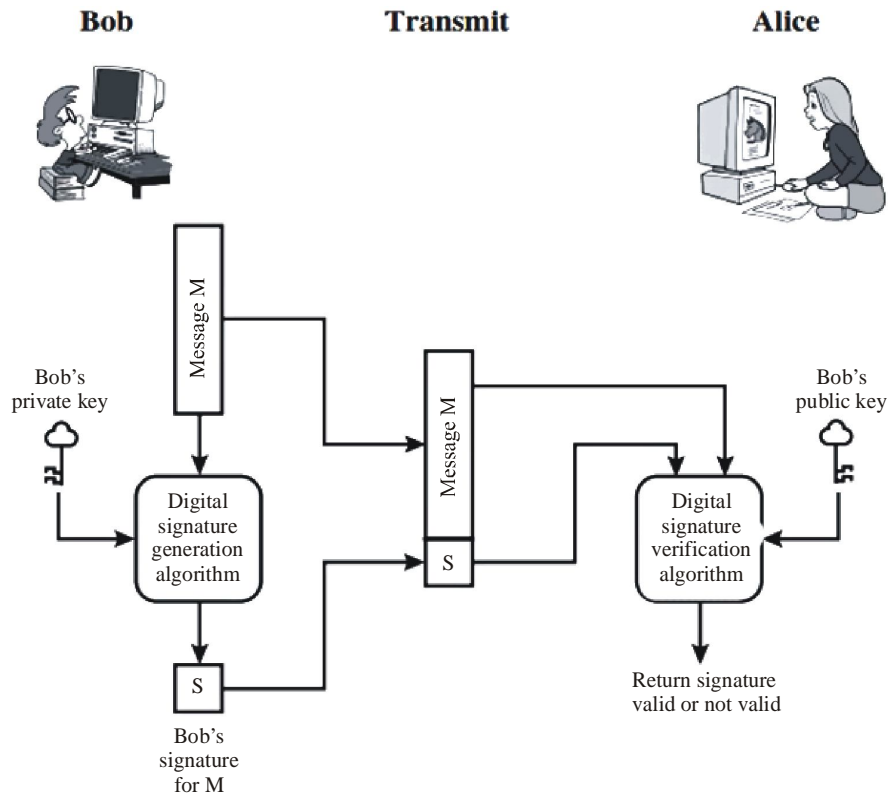 Bob
Transmit
Alice
Message M
Bob's
private key
Message M
Bob's
public key
Digital
signature
generation
algorithm
Digital
signature
verification
algorithm
S
S
Return signature
valid or not valid
Bob's
signature
for M